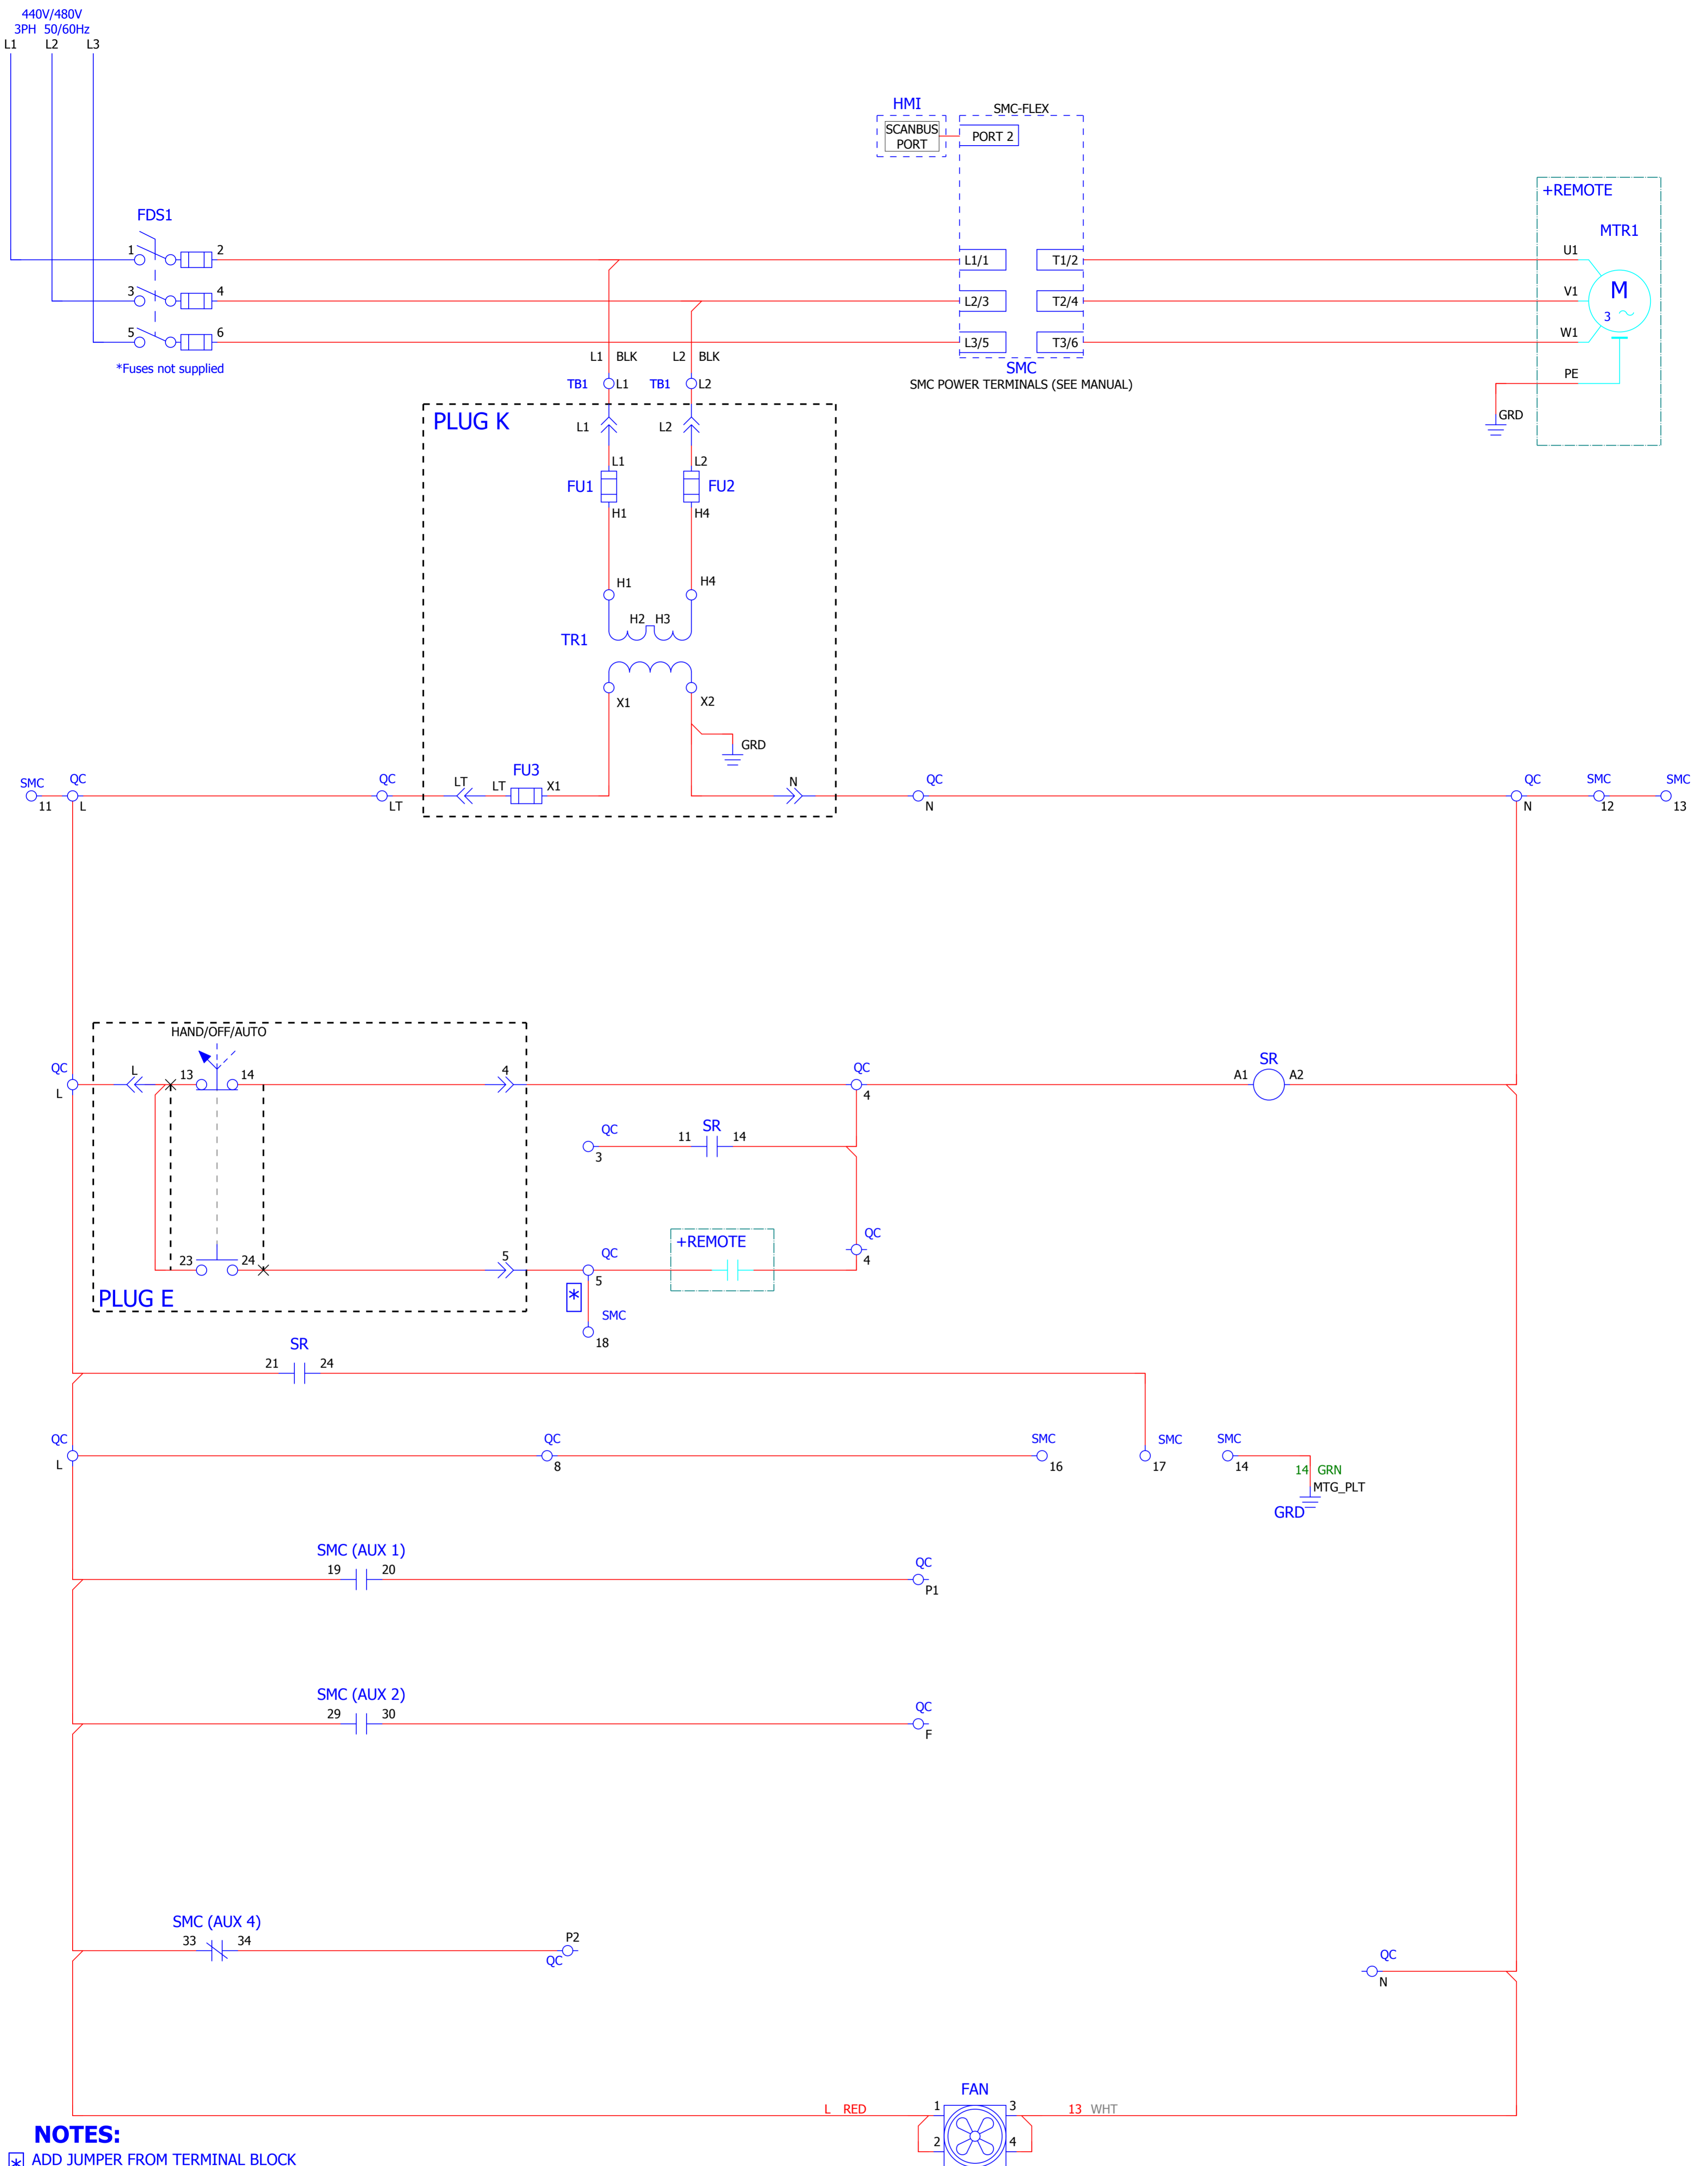 440V/480V
3PH 50/60Hz
L1 L2 L3
HMI
SMC-FLEX
SCANBUS
PORT
PORT 2
+REMOTE
FDS1
MTR1
1 2
L1/1 T1/2
U1
3 4
L2/3 T2/4
V1
M
3
5 6
L3/5 T3/6
W1
*Fuses not supplied
L1 BLK L2 BLK
SMC
SMC POWER TERMINALS (SEE MANUAL)
PE
TB1 L1 TB1 L2
GRD
PLUG K
L1 L2
L1 L2
FU1 FU2
H1 H4
H1 H4
H2 H3
TR1
X1 X2
GRD
SMC QC QC LT LT FU3 X1 N QC QC SMC SMC
11 L LT N N 12 13
HAND/OFF/AUTO
QC L 13 14 4 QC A1 SR A2
L 4
QC 11 SR 14
3
+REMOTE
QC
23 24 5 QC 4
5
PLUG E
*
SMC
18
SR
21 24
QC QC SMC SMC SMC
L 8 16 17 14
14 GRN
MTG_PLT
GRD
SMC (AUX 1)
19 20 QC
P1
SMC (AUX 2)
29 30 QC
F
SMC (AUX 4)
33 34 P2
QC
QC
N
FAN
L RED 1 3 13 WHT
2 4
NOTES:
* ADD JUMPER FROM TERMINAL BLOCK